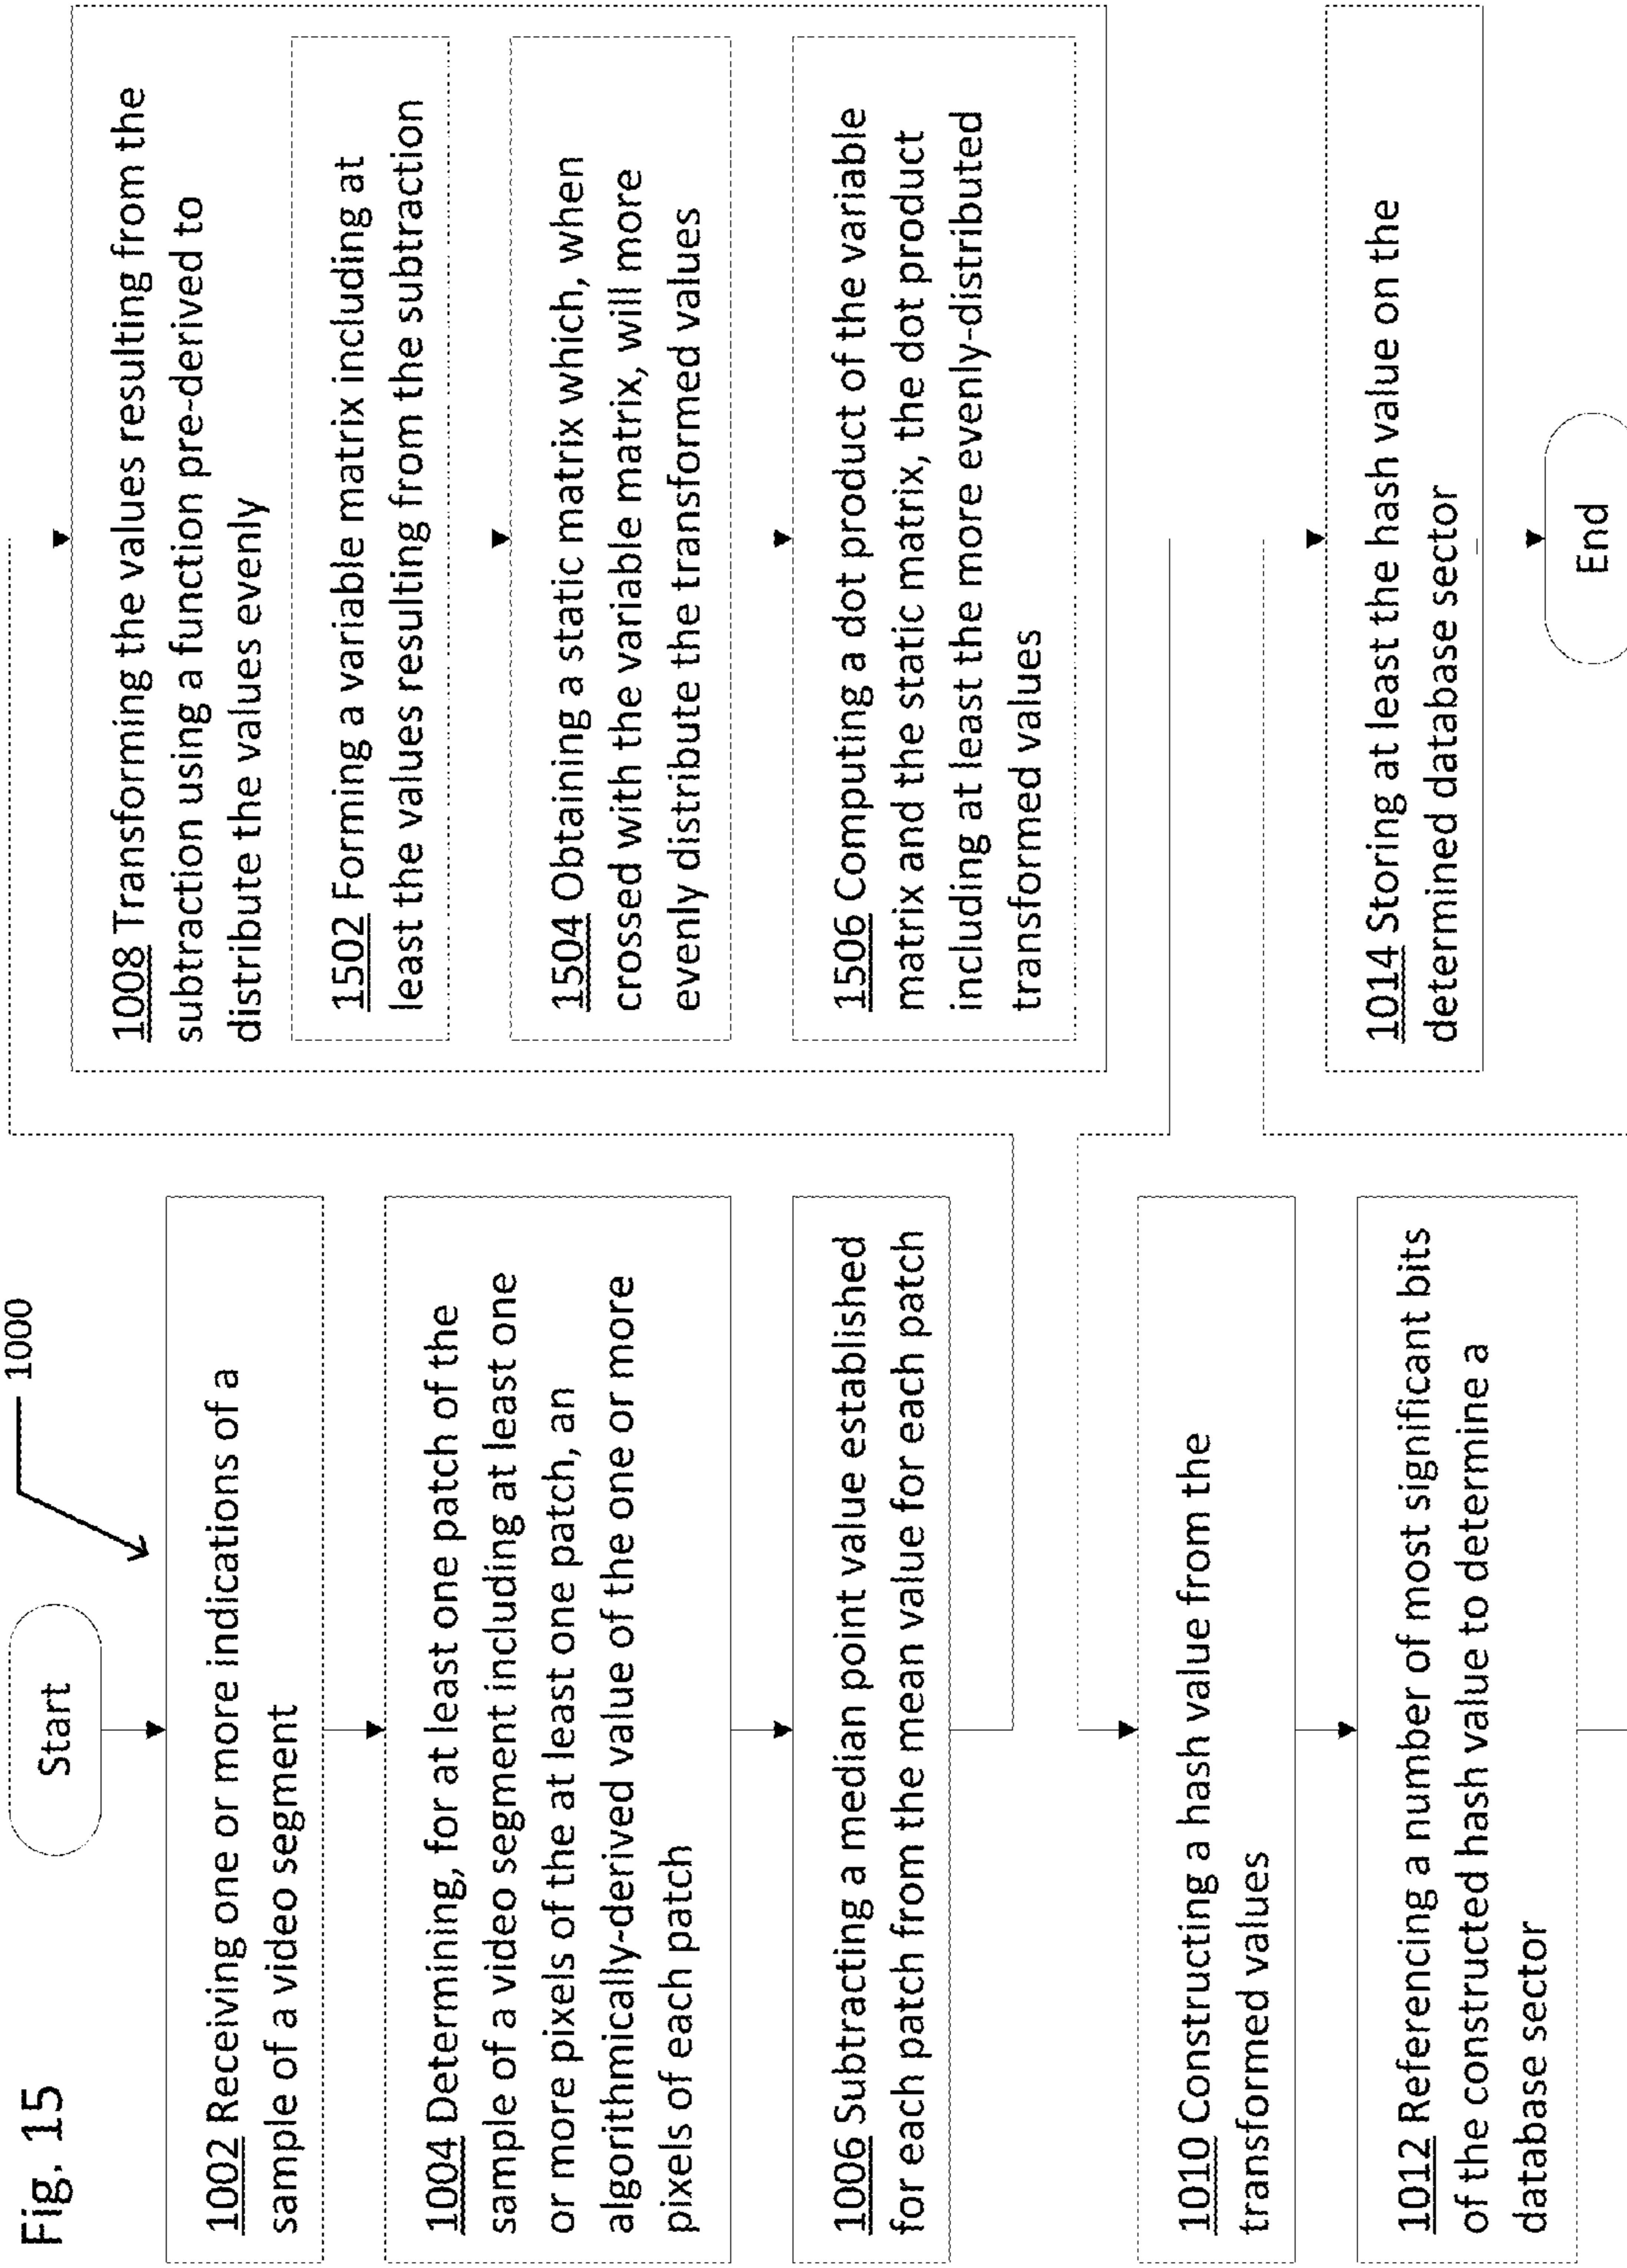 Fig. 15
1000
Start
1002 Receiving one or more indications of a
sample of a video segment
1004 Determining, for at least one patch of the
sample of a video segment including at least one
or more pixels of the at least one patch, an
algorithmically-derived value of the one or more
pixels of each patch
1006 Subtracting a median point value established
for each patch from the mean value for each patch
1008 Transforming the values resulting from the
subtraction using a function pre-derived to
distribute the values evenly
1502 Forming a variable matrix including at
least the values resulting from the subtraction
1504 Obtaining a static matrix which, when
crossed with the variable matrix, will more
evenly distribute the transformed values
1506 Computing a dot product of the variable
matrix and the static matrix, the dot product
including at least the more evenly-distributed
transformed values
1010 Constructing a hash value from the
transformed values
1012 Referencing a number of most significant bits
of the constructed hash value to determine a
database sector
1014 Storing at least the hash value on the
determined database sector
End